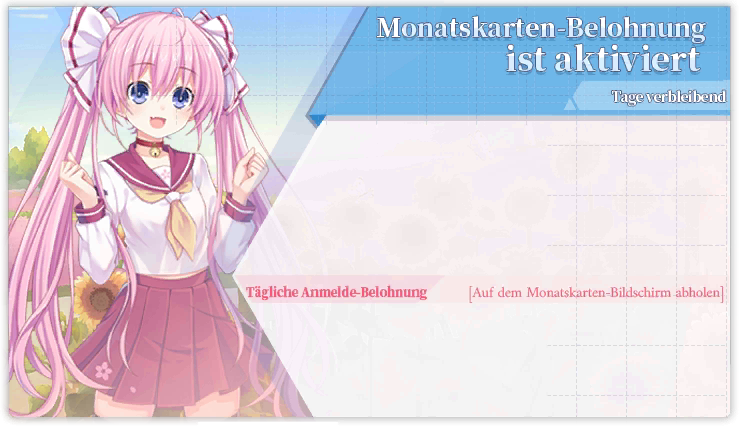 Monatskarten-Belohnung
ist aktiviert
Tage verbleibend
Tägliche Anmelde-Belohnung [Auf dem Monatskarten-Bildschirm abholen]